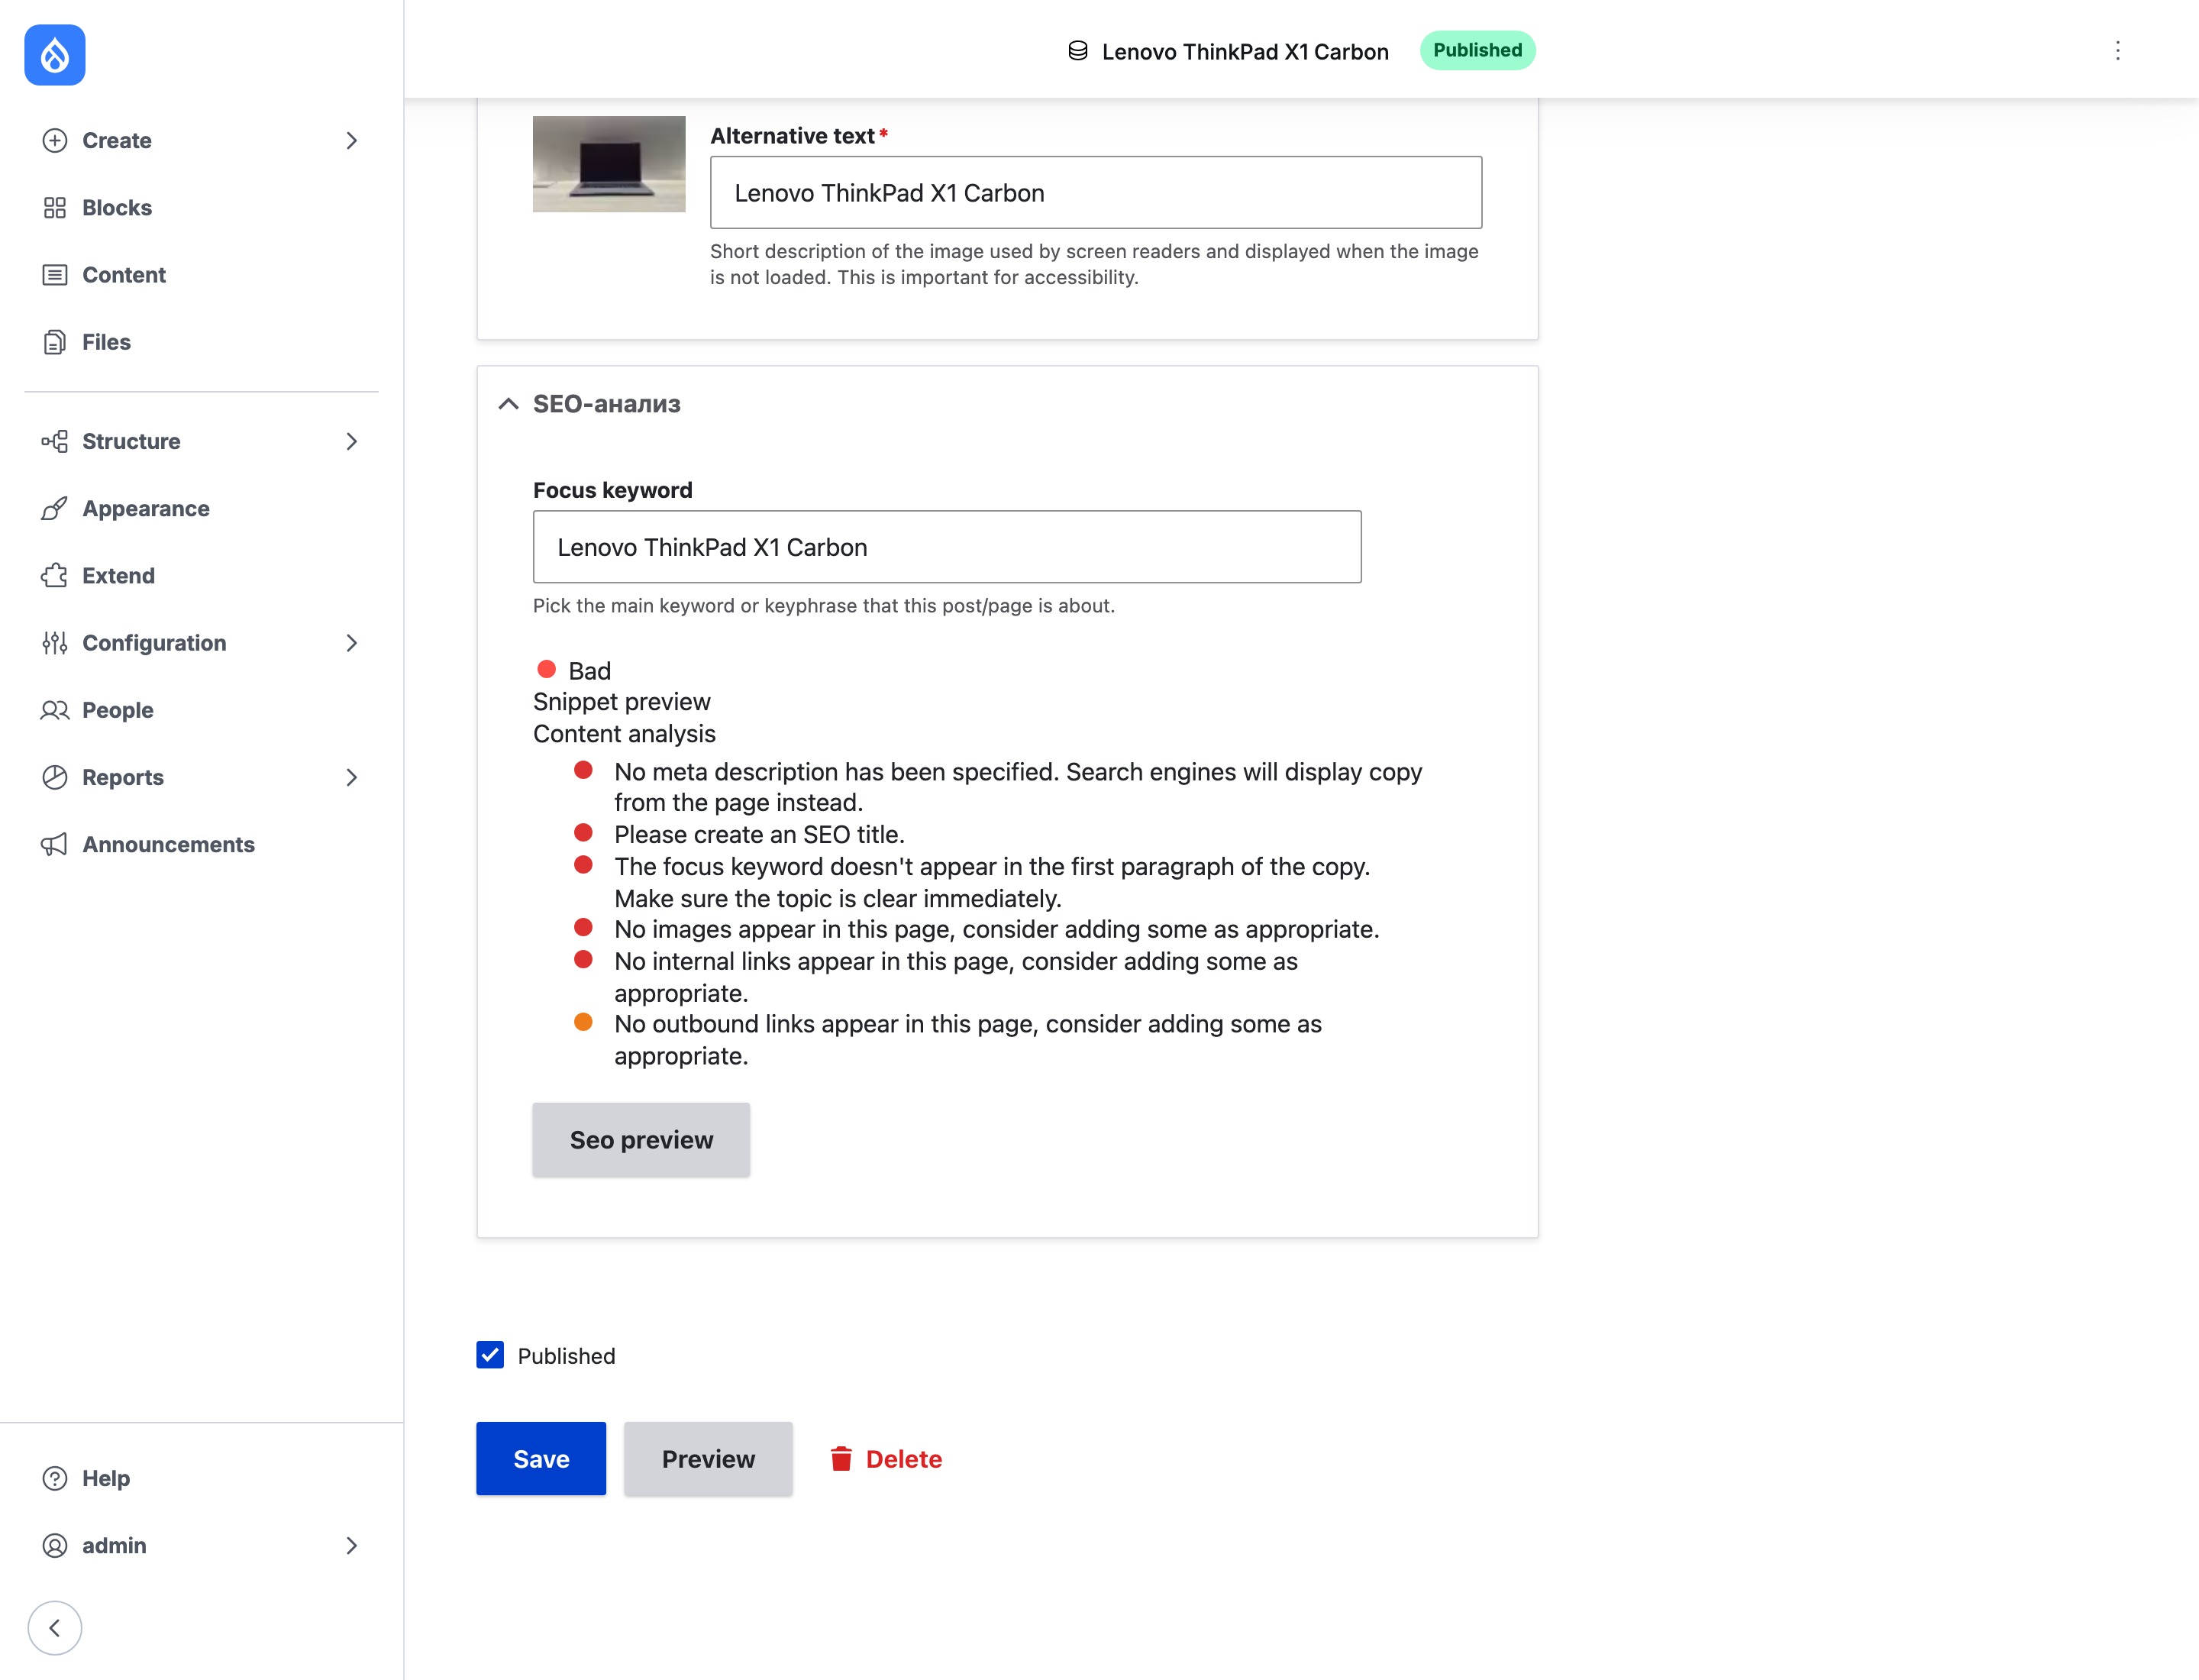 Lenovo ThinkPad X1 Carbon
Published
Create
Blocks
Content
Files
Structure
Appearance
Extend
Configuration
People
Reports
Announcements
Help
admin
Alternative text*
Lenovo ThinkPad X1 Carbon
Short description of the image used by screen readers and displayed when the image
is not loaded. This is important for accessibility.
SEO-анализ
Focus keyword
Lenovo ThinkPad X1 Carbon
Pick the main keyword or keyphrase that this post/page is about.
Bad
Snippet preview
Content analysis
No meta description has been specified. Search engines will display copy
from the page instead.
Please create an SEO title.
The focus keyword doesn't appear in the first paragraph of the copy.
Make sure the topic is clear immediately.
No images appear in this page, consider adding some as appropriate.
No internal links appear in this page, consider adding some as
appropriate.
No outbound links appear in this page, consider adding some as
appropriate.
Seo preview
Published
Save
Preview
Delete